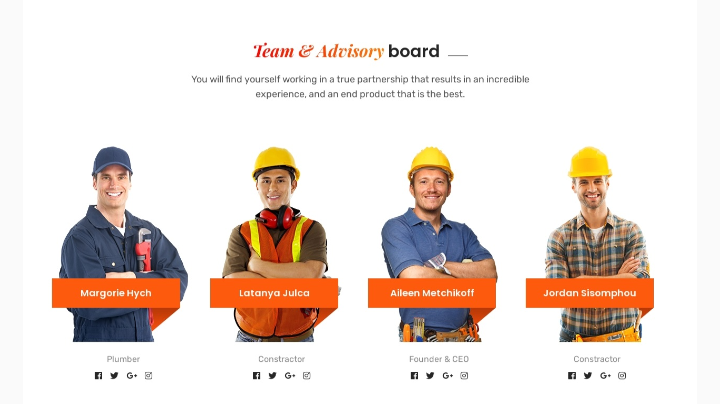 Team & Advisory board
You will find yourself working in a true partnership that results in an incredible
experience, and an end product that is the best.
Margorie Hych
Latanya Julca
Aileen Metchikoff
Jordan Sisomphou
Plumber
Constractor
Founder & CEO
Constractor